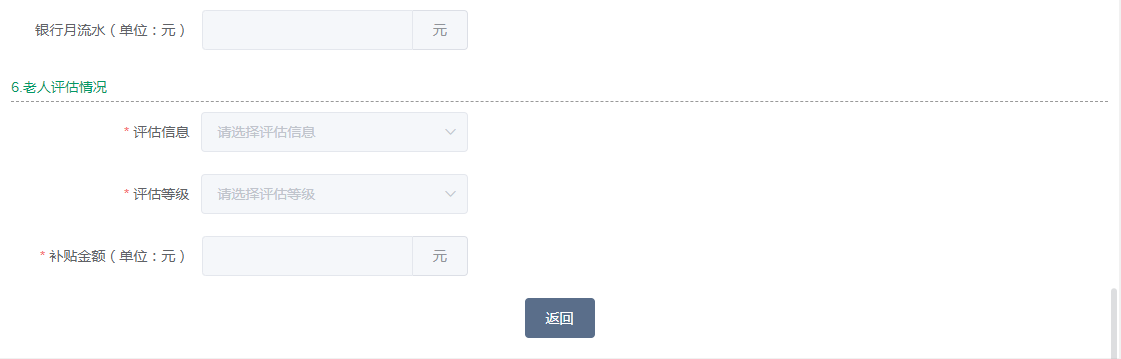 银行月流水（单位：元） 元
6.老人评估情况
* 评估信息 请选择评估信息
* 评估等级 请选择评估等级
* 补贴金额（单位：元） 元
返回